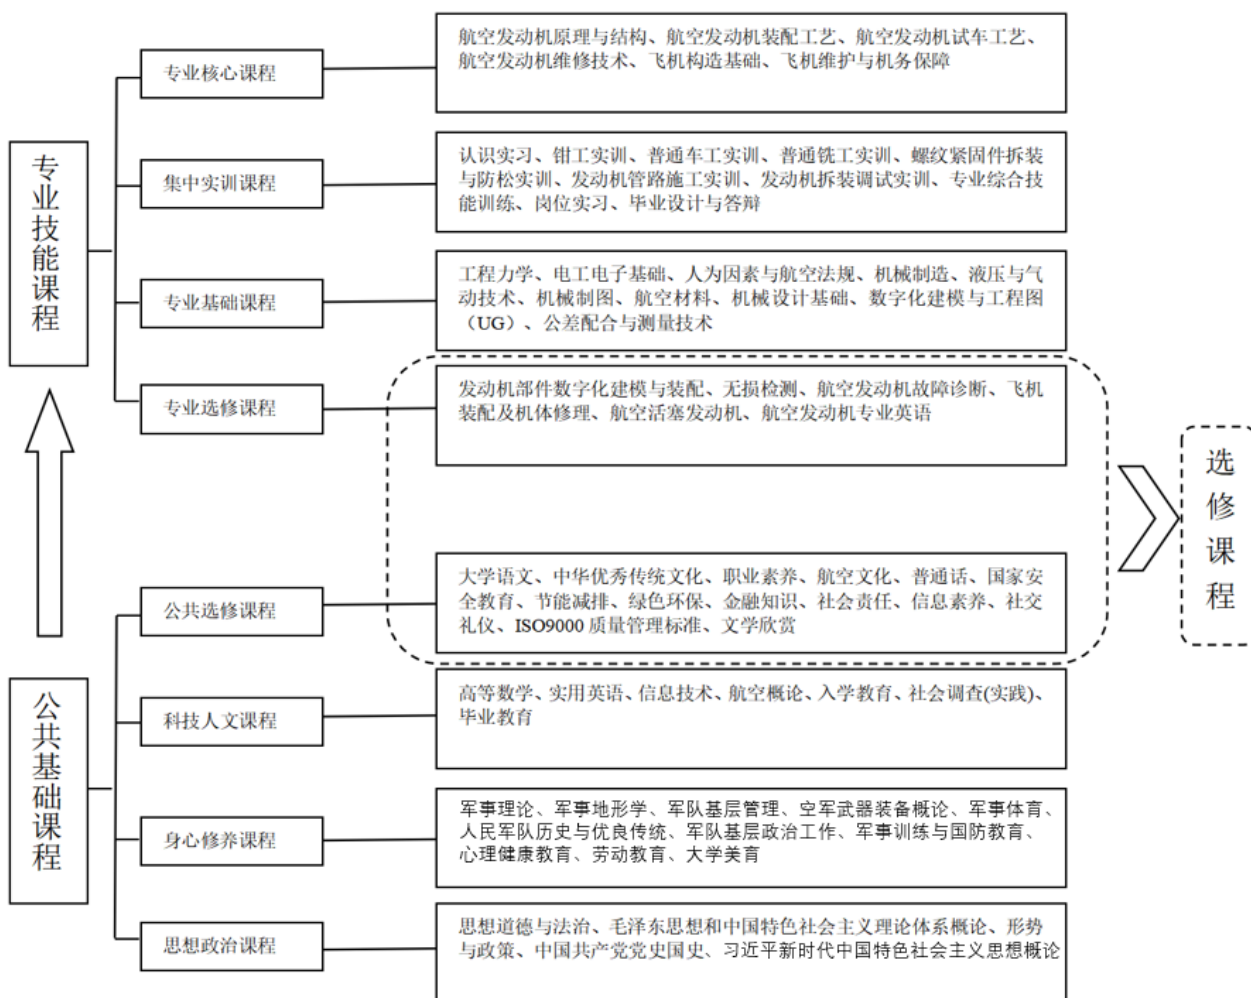 专业技能课程
专业核心课程
航空发动机原理与结构、航空发动机装配工艺、航空发动机试车工艺、
航空发动机维修技术、飞机构造基础、飞机维护与机务保障
集中实训课程
认识实习、钳工实训、普通车工实训、普通铣工实训、螺纹紧固件拆装
与防松实训、发动机管路施工实训、发动机拆装调试实训、专业综合技
能训练、岗位实习、毕业设计与答辩
专业基础课程
工程力学、电工电子基础、人为因素与航空法规、机械制造、液压与气
动技术、机械制图、航空材料、机械设计基础、数字化建模与工程图
（UG）、公差配合与测量技术
专业选修课程
发动机部件数字化建模与装配、无损检测、航空发动机故障诊断、飞机
装配及机体修理、航空活塞发动机、航空发动机专业英语
选修课程
公共基础课程
公共选修课程
大学语文、中华优秀传统文化、职业素养、航空文化、普通话、国家安
全教育、节能减排、绿色环保、金融知识、社会责任、信息素养、社交
礼仪、ISO9000 质量管理标准、文学欣赏
科技人文课程
高等数学、实用英语、信息技术、航空概论、入学教育、社会调查(实践)、
毕业教育
身心修养课程
军事理论、军事地形学、军队基层管理、空军武器装备概论、军事体育、
人民军队历史与优良传统、军队基层政治工作、军事训练与国防教育、
心理健康教育、劳动教育、大学美育
思想政治课程
思想道德与法治、毛泽东思想和中国特色社会主义理论体系概论、形势
与政策、中国共产党党史国史、习近平新时代中国特色社会主义思想概论